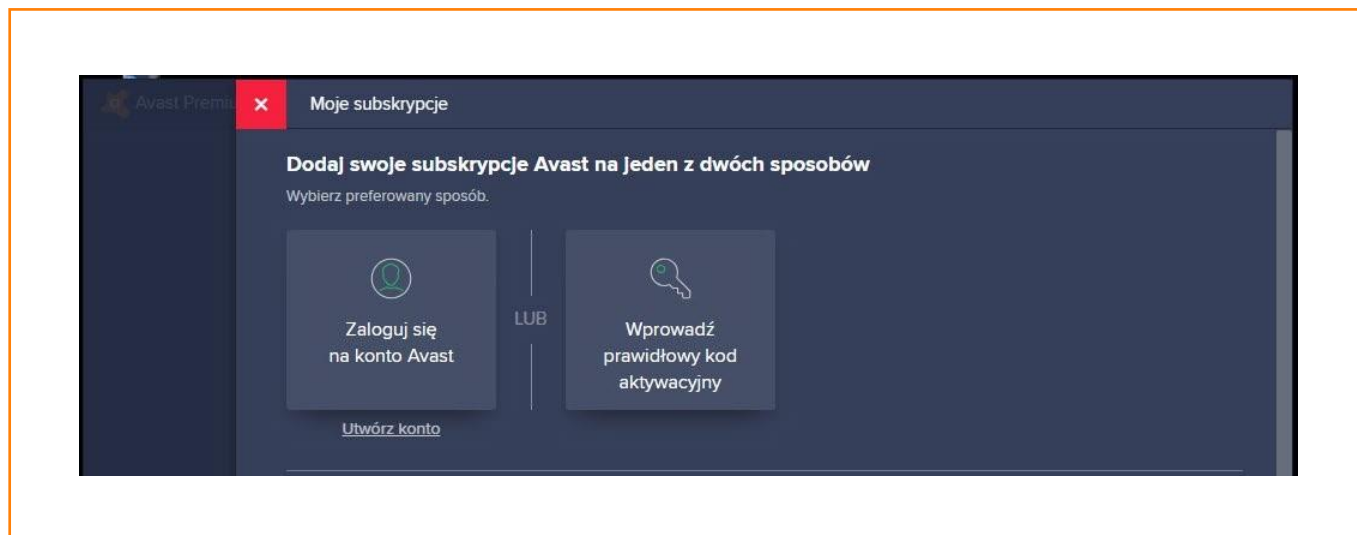 Avast Premiu
Moje subskrypcje
Dodaj swoje subskrypcje Avast na jeden z dwóch sposobów
Wybierz preferowany sposób.
Zaloguj się
na konto Avast
Utwórz konto
LUB
Wprowadź
prawidłowy kod
aktywacyjny